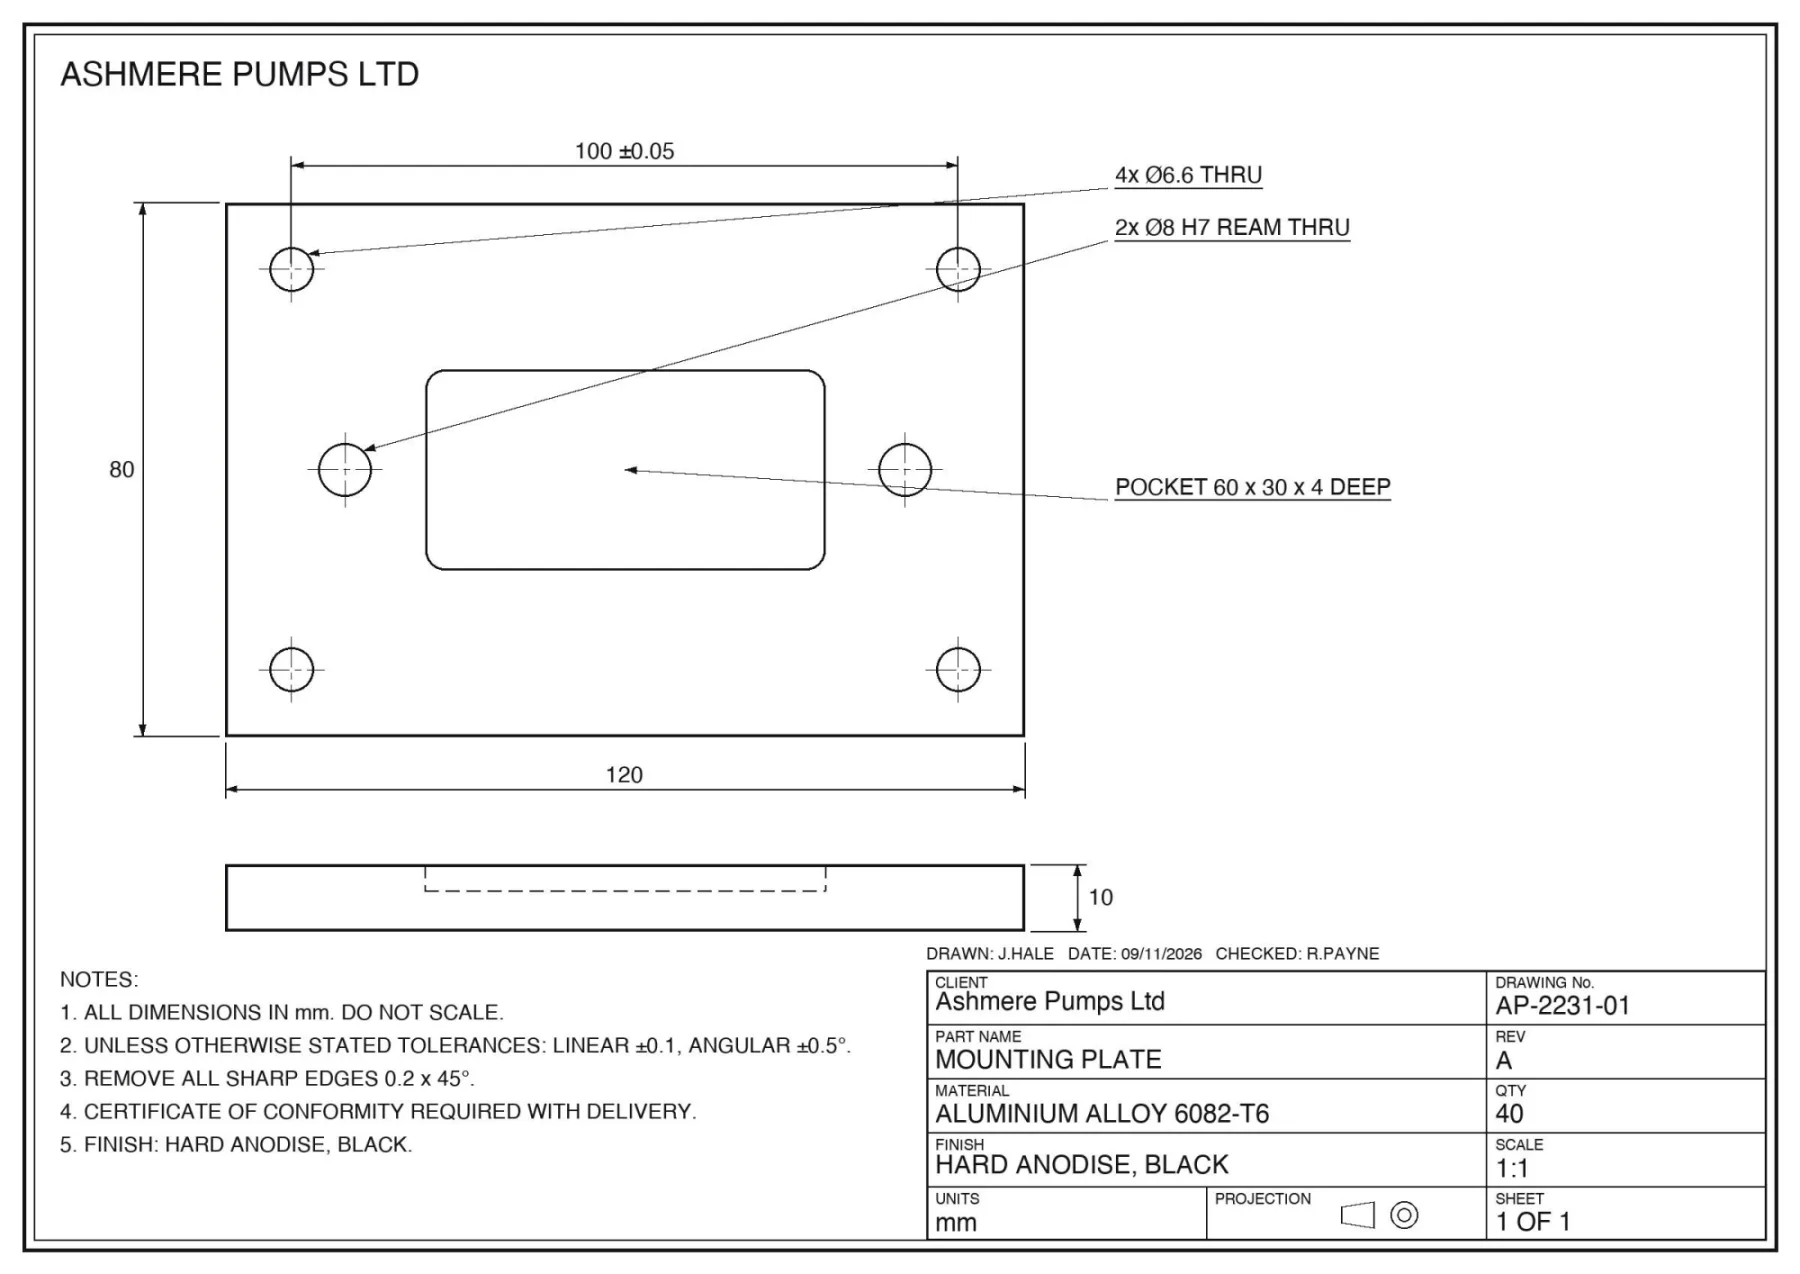 ASHMERE PUMPS LTD
100 ±0.05
4x Ø6.6 THRU
2x Ø8 H7 REAM THRU
80
POCKET 60 x 30 x 4 DEEP
120
10
NOTES:
1. ALL DIMENSIONS IN mm. DO NOT SCALE.
2. UNLESS OTHERWISE STATED TOLERANCES: LINEAR ±0.1, ANGULAR ±0.5°.
3. REMOVE ALL SHARP EDGES 0.2 x 45°.
4. CERTIFICATE OF CONFORMITY REQUIRED WITH DELIVERY.
5. FINISH: HARD ANODISE, BLACK.
DRAWN: J.HALE DATE: 09/11/2026 CHECKED: R.PAYNE
CLIENT
Ashmere Pumps Ltd
DRAWING No.
AP-2231-01
PART NAME
MOUNTING PLATE
REV
A
MATERIAL
ALUMINIUM ALLOY 6082-T6
QTY
40
FINISH
HARD ANODISE, BLACK
SCALE
1:1
UNITS
mm
PROJECTION
SHEET
1 OF 1